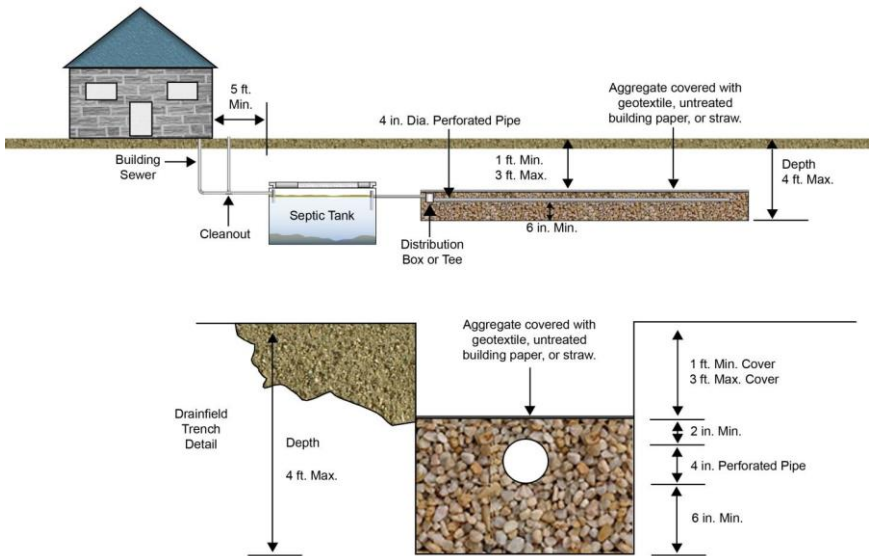 5 ft.
Min.
Aggregate covered with
geotextile, untreated
building paper, or straw.
4 in. Dia. Perforated Pipe
Building
Sewer
1 ft. Min.
3 ft. Max.
Depth
4 ft. Max.
Septic Tank
Cleanout
Distribution
Box or Tee
6 in. Min.
Aggregate covered with
geotextile, untreated
building paper, or straw.
1 ft. Min. Cover
3 ft. Max. Cover
Drainfield
Trench
Detail
Depth
4 ft. Max.
2 in. Min.
4 in. Perforated Pipe
6 in. Min.